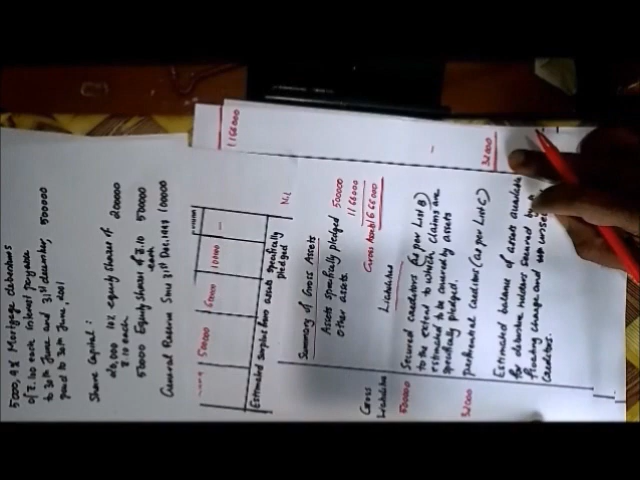 5000, 9% Mortgage debentures
of ₹.100 each interest payable
to 30th June and 31st december,
paid to 30th June, 2001 500000
Share Capital:
20,000 10% equity shares of
₹.10 each 200000
50000 Equity shares of ₹.10
each 500000
General Reserve Since 31st Dec.1999 100000
1166000
500000 60000 110000 —
Estimated surplus from assets specifically
pledged NIL
Summary of Gross Assets
Assets specifically pledged 500000
other assets 1166000
Gross Assets 1666000
Gross
Liabilities
Liabilities
500000 Secured creditors (as per List B)
to the extent to which claims are
estimated to be covered by assets
specifically pledged. —
32000 preferential creditors (as per List C) 32000
Estimated balance of assets available
for debenture holders secured by a
floating charge and
creditors.